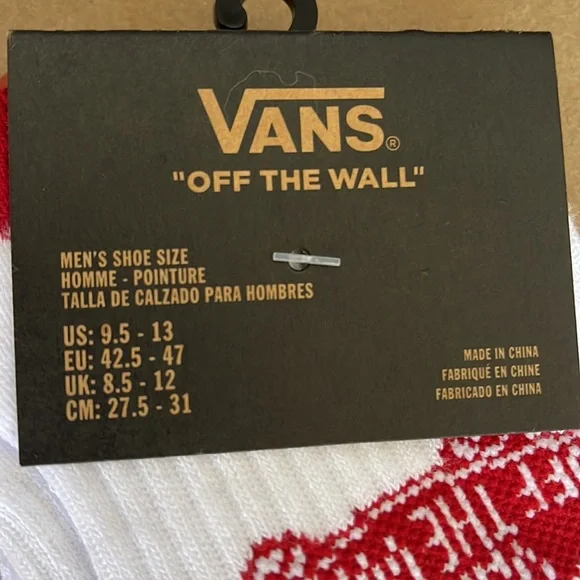 VANS®
"OFF THE WALL"
MEN'S SHOE SIZE
HOMME - POINTURE
TALLA DE CALZADO PARA HOMBRES
US: 9.5 - 13
EU: 42.5 - 47
UK: 8.5 - 12
CM: 27.5 - 31
MADE IN CHINA
FABRIQUÉ EN CHINE
FABRICADO EN CHINA
THE